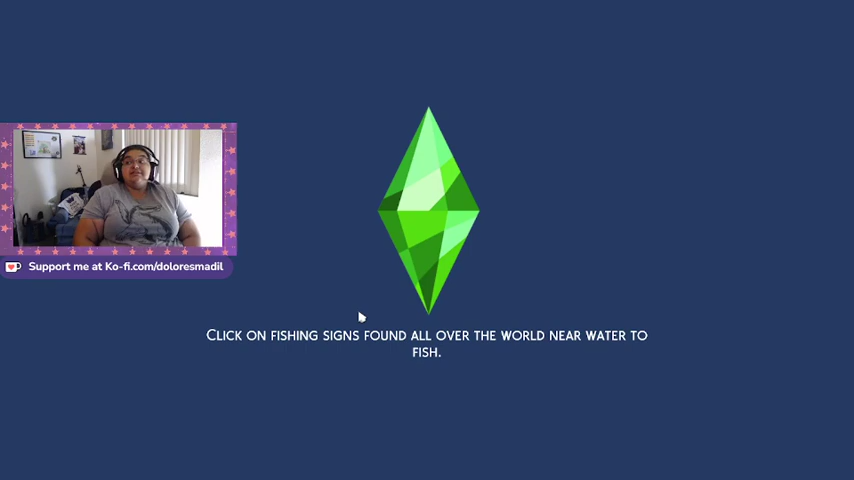 Support me at Ko-fi.com/doloresmadil
CLICK ON FISHING SIGNS FOUND ALL OVER THE WORLD NEAR WATER TO
FISH.